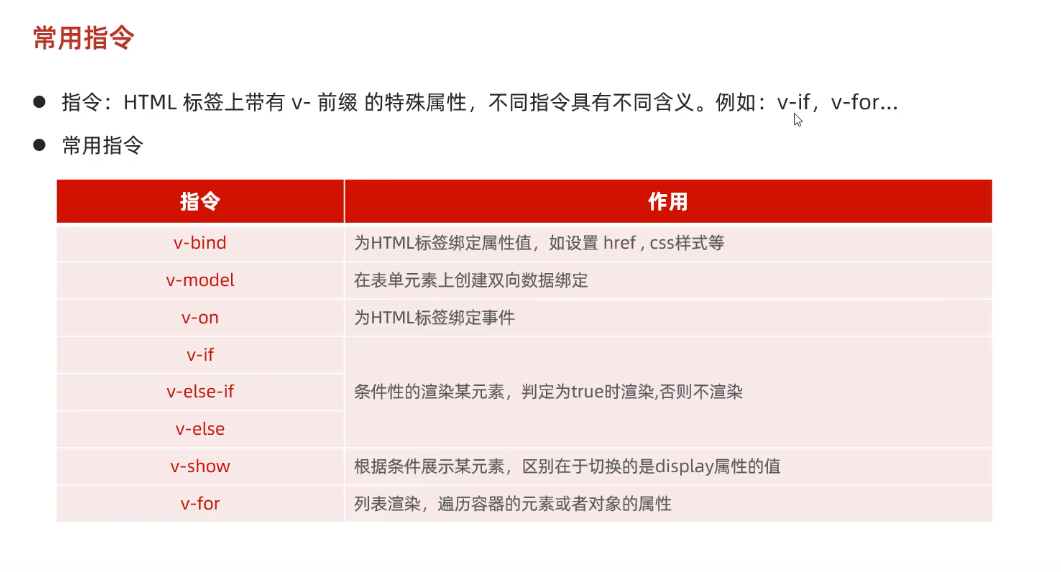 常用指令
● 指令：HTML 标签上带有 v- 前缀 的特殊属性，不同指令具有不同含义。例如：v-if，v-for...
● 常用指令
指令 作用
v-bind 为HTML标签绑定属性值，如设置 href , css样式等
v-model 在表单元素上创建双向数据绑定
v-on 为HTML标签绑定事件
v-if
v-else-if 条件性的渲染某元素，判定为true时渲染,否则不渲染
v-else
v-show 根据条件展示某元素，区别在于切换的是display属性的值
v-for 列表渲染，遍历容器的元素或者对象的属性